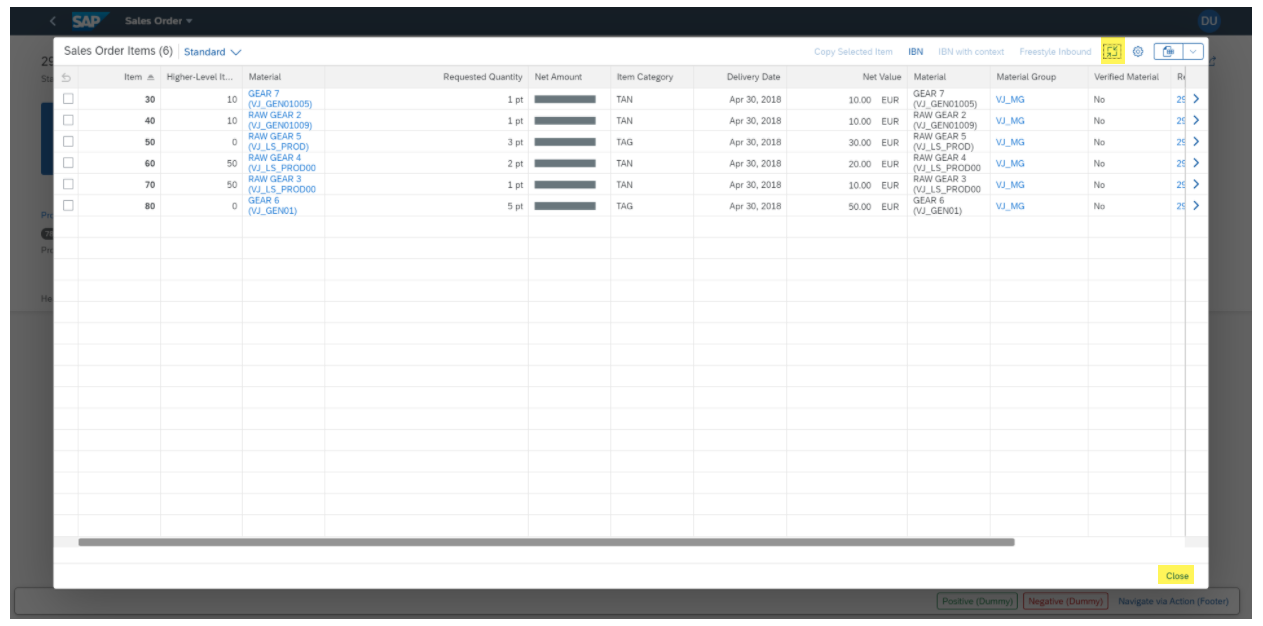 SAP Sales Order DU
Sales Order Items (6) Standard Copy Selected Item IBN IBN with context Freestyle Inbound
Item Higher-Level It... Material Requested Quantity Net Amount Item Category Delivery Date Net Value Material Material Group Verified Material
30 10 GEAR 7 (VJ_GEN01005) 1 pt TAN Apr 30, 2018 10.00 EUR GEAR 7 (VJ_GEN01005) VJ_MG No
40 10 RAW GEAR 2 (VJ_GEN01009) 1 pt TAN Apr 30, 2018 10.00 EUR RAW GEAR 2 (VJ_GEN01009) VJ_MG No
50 0 RAW GEAR 5 (VJ_LS_PROD) 3 pt TAG Apr 30, 2018 30.00 EUR RAW GEAR 5 (VJ_LS_PROD) VJ_MG No
60 50 RAW GEAR 4 (VJ_LS_PROD00 2 pt TAN Apr 30, 2018 20.00 EUR RAW GEAR 4 (VJ_LS_PROD00 VJ_MG No
70 50 RAW GEAR 3 (VJ_LS_PROD00 1 pt TAN Apr 30, 2018 10.00 EUR RAW GEAR 3 (VJ_LS_PROD00 VJ_MG No
80 0 GEAR 6 (VJ_GEN01) 5 pt TAG Apr 30, 2018 50.00 EUR GEAR 6 (VJ_GEN01) VJ_MG No
Close
Positive (Dummy) Negative (Dummy) Navigate via Action (Footer)